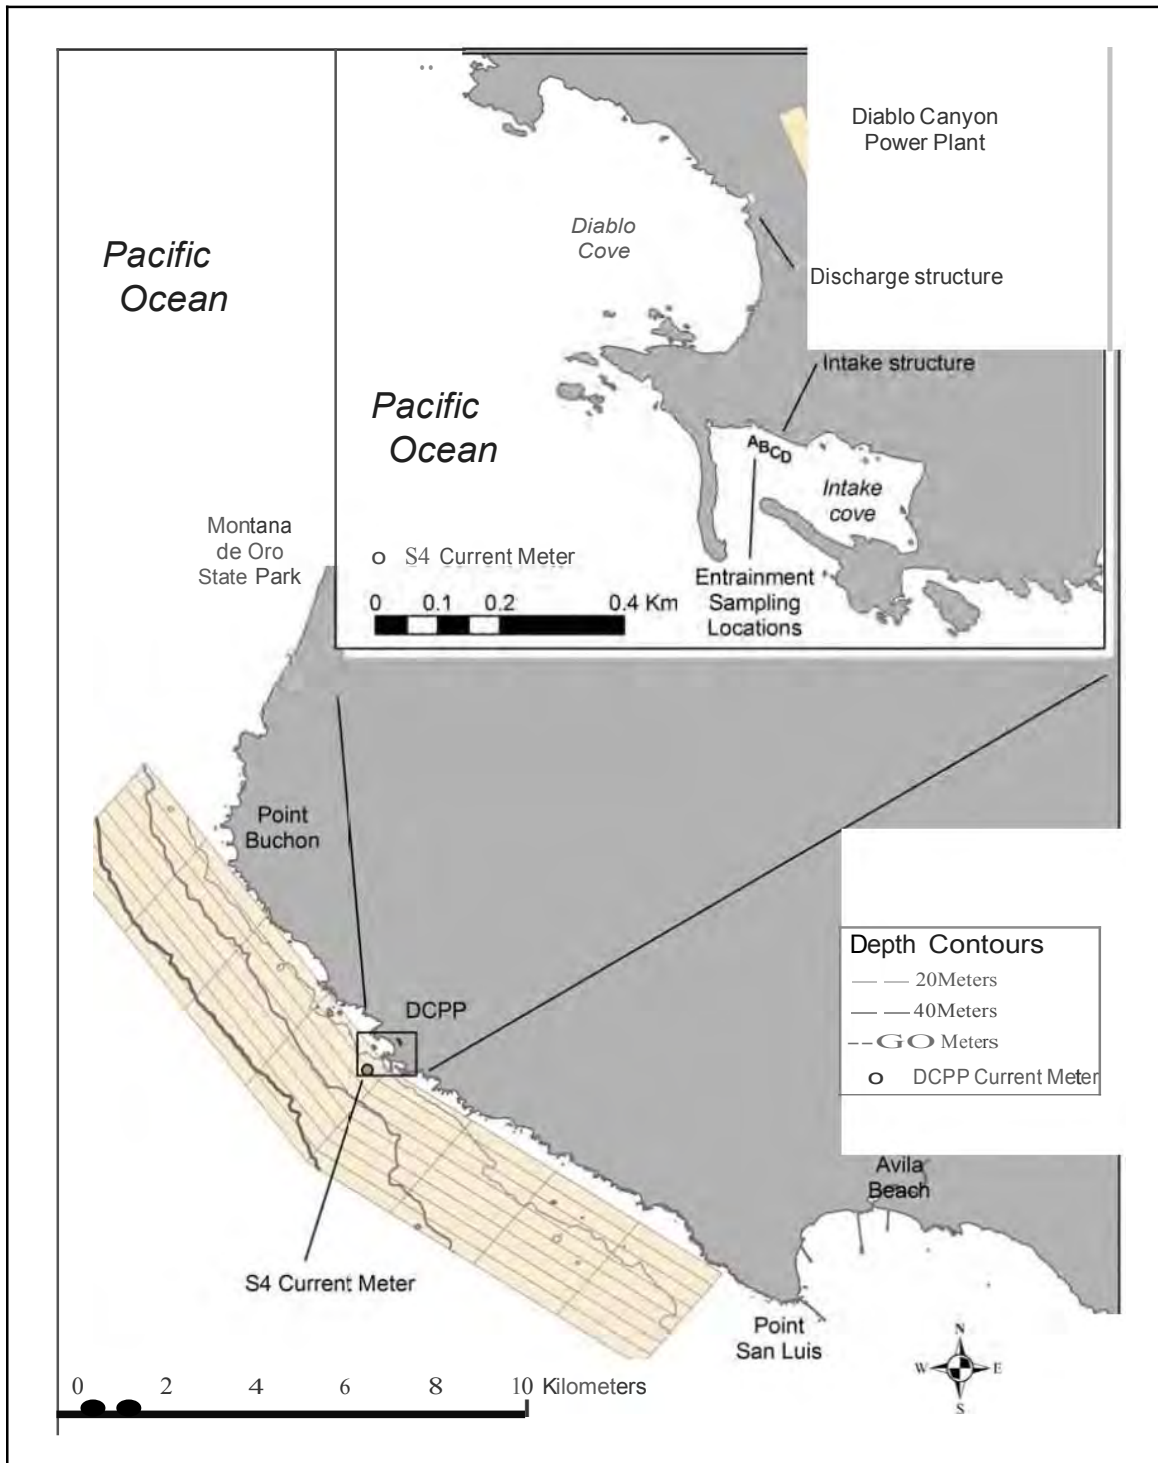 Diablo Canyon
Power Plant
Diablo
Cove
Pacific
Ocean
Discharge structure
Intake structure
Pacific
Ocean
A B C D
Intake
cove
Montana
de Oro
State Park
o S4 Current Meter
Entrainment
Sampling
Locations
0 0.1 0.2 0.4 Km
Point
Buchon
DCPP
Depth Contours
20Meters
40Meters
GO Meters
o DCPP Current Meter
Avila
Beach
S4 Current Meter
Point
San Luis
N
W E
S
0 2 4 6 8 10 Kilometers